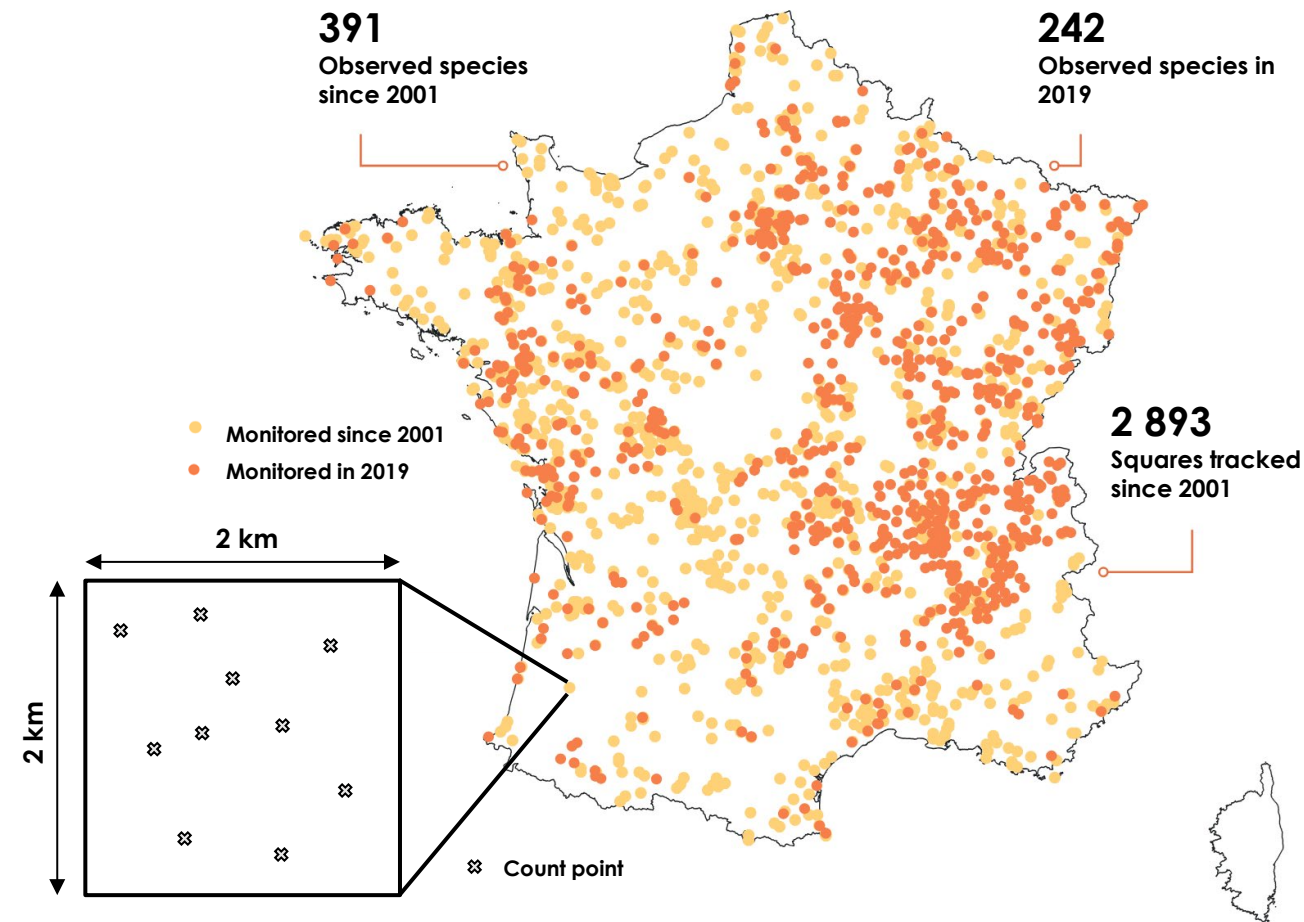 391
Observed species
since 2001
242
Observed species in
2019
Monitored since 2001
Monitored in 2019
2 893
Squares tracked
since 2001
2 km
2 km
Count point